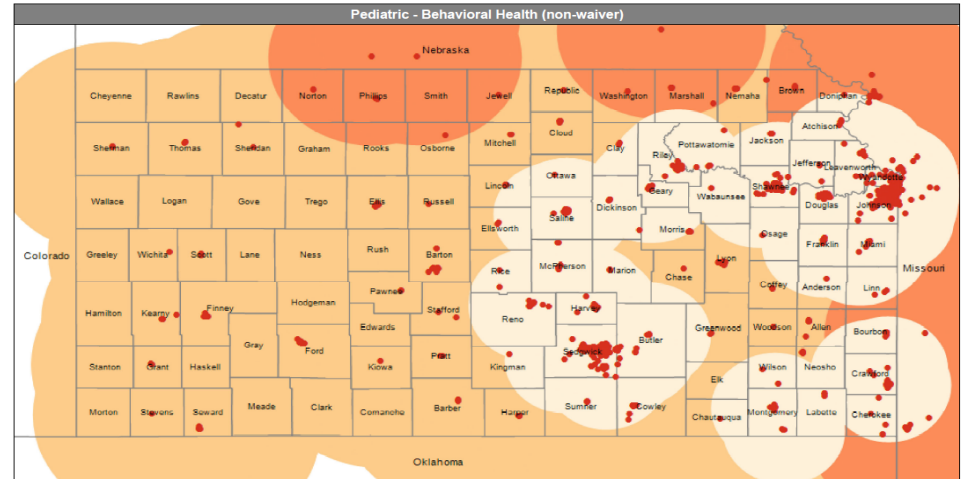 Pediatric - Behavioral Health (non-waiver)
Nebraska
Cheyenne Rawlins Decatur Norton Phillips Smith Jewell Republic Washington Marshall Nemaha Brown Doniphan
Atchison
Sherman Thomas Sheridan Graham Rooks Osborne Mitchell Cloud Clay Riley Pottawatomie Jackson
Jefferson Leavenworth
Wyandotte
Wallace Logan Gove Trego Ellis Russell Lincoln Ottawa Dickinson Geary Wabaunsee Shawnee Douglas Johnson
Ellsworth Saline Morris Osage Franklin Miami
Colorado Greeley Wichita Scott Lane Ness Rush Barton Rice McPherson Marion Chase Lyon Coffey Anderson Linn Missouri
Hamilton Kearny Finney Hodgeman Pawnee Stafford Reno Harvey
Gray Ford Edwards Sedgwick Butler Greenwood Woodson Allen Bourbon
Stanton Grant Haskell Kiowa Pratt Kingman Elk Wilson Neosho Crawford
Morton Stevens Seward Meade Clark Comanche Barber Harper Sumner Cowley Chautauqua Montgomery Labette Cherokee
Oklahoma